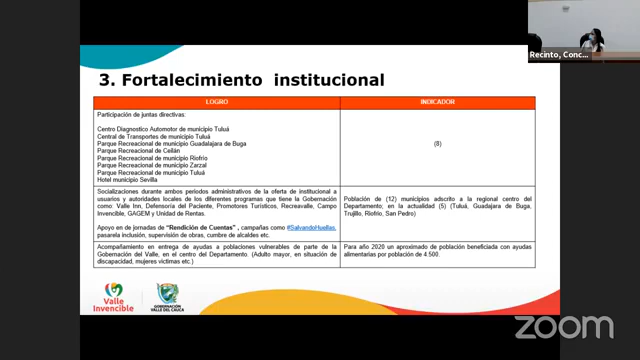 Recinto, Conc...
3. Fortalecimiento institucional
LOGRO
INDICADOR
Participación de juntas directivas:
Centro Diagnostico Automotor de municipio Tuluá
Central de Transportes de municipio Tuluá
Parque Recreacional de municipio Guadalajara de Buga
Parque Recreacional de Ceilán
Parque Recreacional de municipio Riofrío
Parque Recreacional de municipio Zarzal
Parque Recreacional de municipio Tuluá
Hotel municipio Sevilla
(8)
Socializaciones durante ambos periodos administrativos de la oferta de institucional a
usuarios y autoridades locales de los diferentes programas que tiene la Gobernación
como: Valle Inn, Defensoría del Paciente, Promotores Turísticos, Recreavalle, Campo
Invencible, GAGEM y Unidad de Rentas.
Apoyo en de jornadas de "Rendición de Cuentas" , campañas como #SalvandoHuellas,
pasarela inclusión, supervisión de obras, cumbre de alcaldes etc.
Población de (12) municipios adscrito a la regional centro del
Departamento; en la actualidad (5) (Tuluá, Guadajara de Buga,
Trujillo, Riofrío, San Pedro)
Acompañamiento en entrega de ayudas a poblaciones vulnerables de parte de la
Gobernación del Valle, en el centro del Departamento. (Adulto mayor, en situación de
discapacidad, mujeres victimas etc.)
Para año 2020 un aproximado de población beneficiada con ayudas
alimentarias por población de 4.500.
Valle
Invencible
GOBERNACIÓN
VALLE DEL CAUCA
zoom